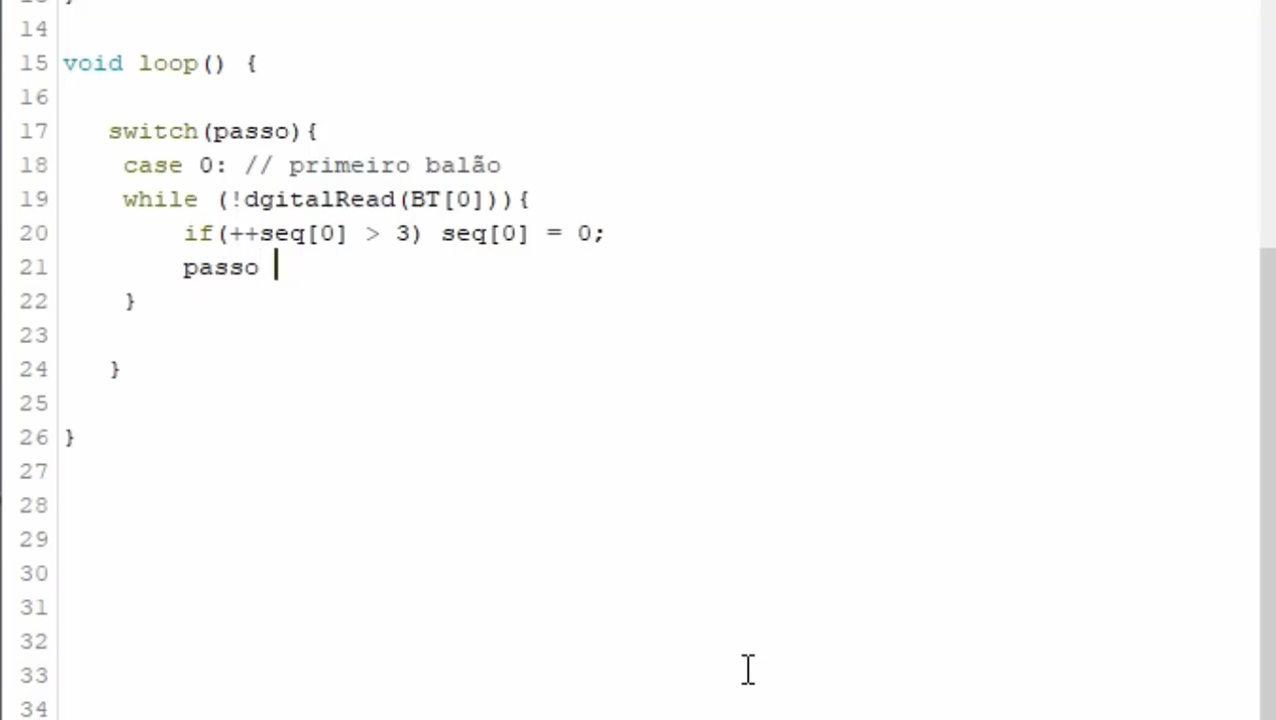 14
15 void loop() {
16
17 switch(passo){
18 case 0: // primeiro balão
19 while (!dgitalRead(BT[0])){
20 if(++seq[0] > 3) seq[0] = 0;
21 passo
22 }
23
24 }
25
26 }
27
28
29
30
31
32
33
34